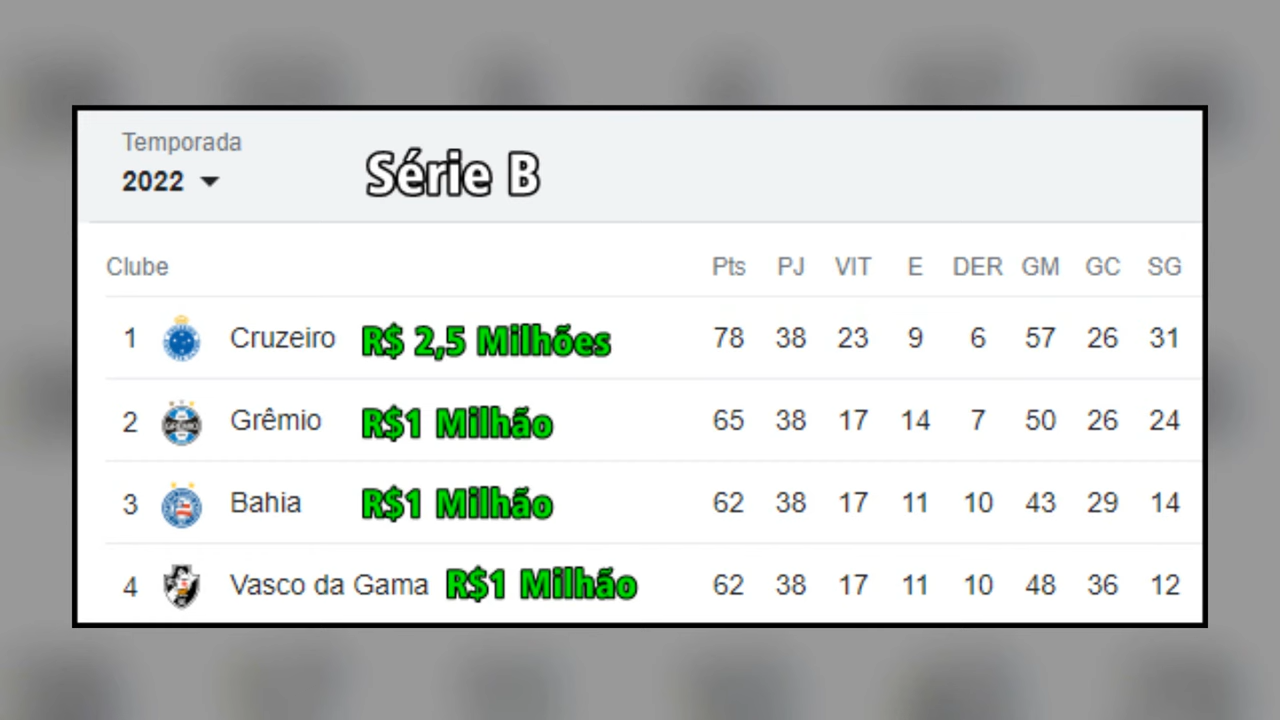 Temporada
2022 Série B
Clube Pts PJ VIT E DER GM GC SG
1 Cruzeiro R$ 2,5 Milhões 78 38 23 9 6 57 26 31
2 GRÊMIO Grêmio R$1 Milhão 65 38 17 14 7 50 26 24
3 Bahia R$1 Milhão 62 38 17 11 10 43 29 14
4 Vasco da Gama R$1 Milhão 62 38 17 11 10 48 36 12